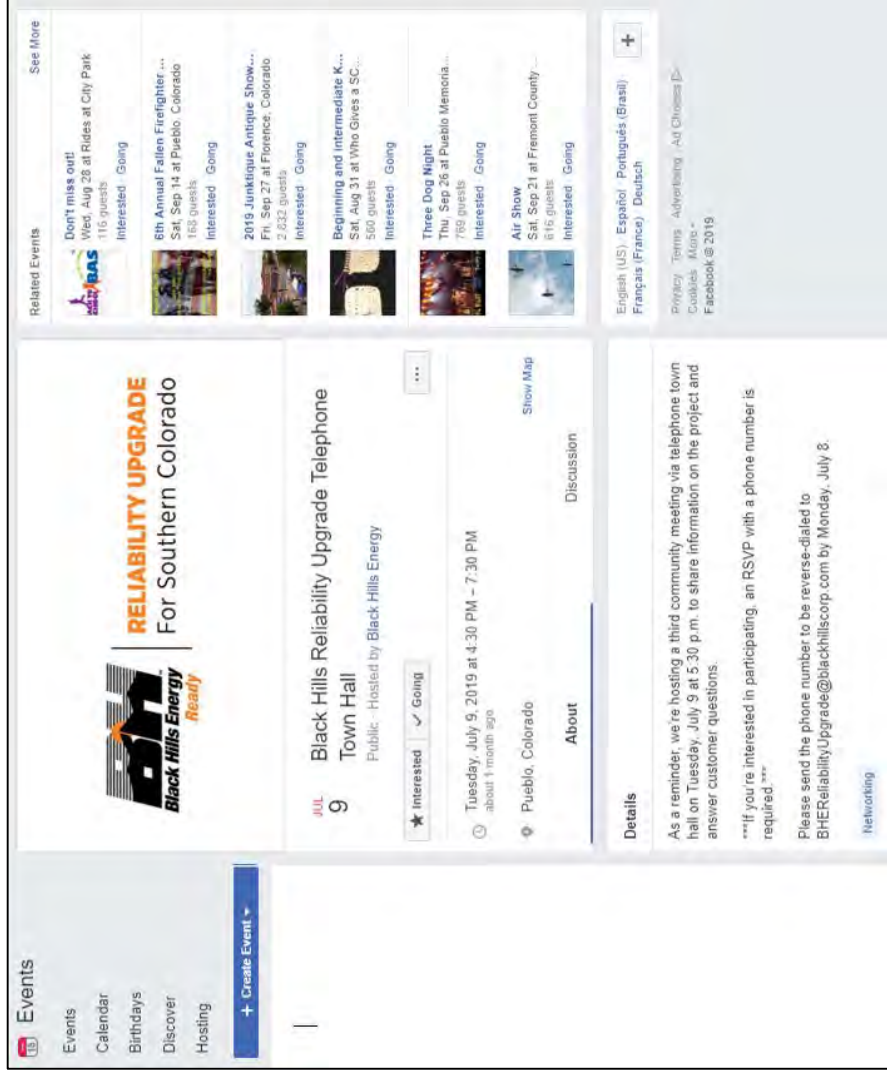 Events
Events
Calendar
Birthdays
Discover
Hosting
+ Create Event
Black Hills Energy
Ready
RELIABILITY UPGRADE
For Southern Colorado
JUL
9
Black Hills Reliability Upgrade Telephone
Town Hall
Public · Hosted by Black Hills Energy
★ Interested
✓ Going
...
Tuesday, July 9, 2019 at 4:30 PM – 7:30 PM
about 1 month ago
Pueblo, Colorado
Show Map
About
Discussion
Details
As a reminder, we're hosting a third community meeting via telephone town
hall on Tuesday, July 9 at 5:30 p.m. to share information on the project and
answer customer questions.
***If you're interested in participating, an RSVP with a phone number is
required.***
Please send the phone number to be reverse-dialed to
BHEReliabilityUpgrade@blackhillscorp.com by Monday, July 8.
Networking
Related Events
See More
Don't miss out!
Wed, Aug 28 at Rides at City Park
116 guests
Interested · Going
6th Annual Fallen Firefighter ...
Sat, Sep 14 at Pueblo, Colorado
168 guests
Interested · Going
2019 Junktique Antique Show...
Fri, Sep 27 at Florence, Colorado
2,632 guests
Interested · Going
Beginning and Intermediate K...
Sat, Aug 31 at Who Gives a SC...
560 guests
Interested · Going
Three Dog Night
Thu, Sep 26 at Pueblo Memoria...
769 guests
Interested · Going
Air Show
Sat, Sep 21 at Fremont County ...
616 guests
Interested · Going
English (US) · Español · Português (Brasil) ·
Français (France) · Deutsch
+
Privacy · Terms · Advertising · Ad Choices
Cookies · More
Facebook © 2019